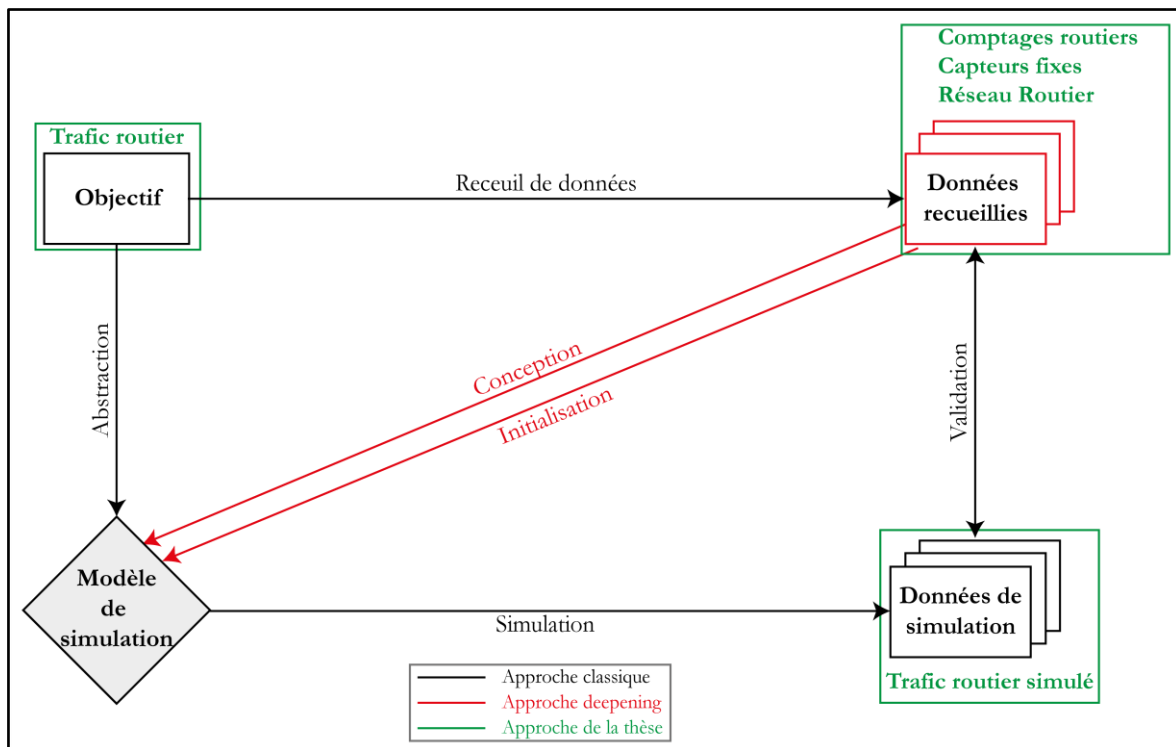 Comptages routiers
Capteurs fixes
Réseau Routier
Trafic routier
Objectif
Receuil de données
Données
recueillies
Abstraction
Conception
Initialisation
Validation
Modèle
de
simulation
Simulation
Données de
simulation
Trafic routier simulé
Approche classique
Approche deepening
Approche de la thèse